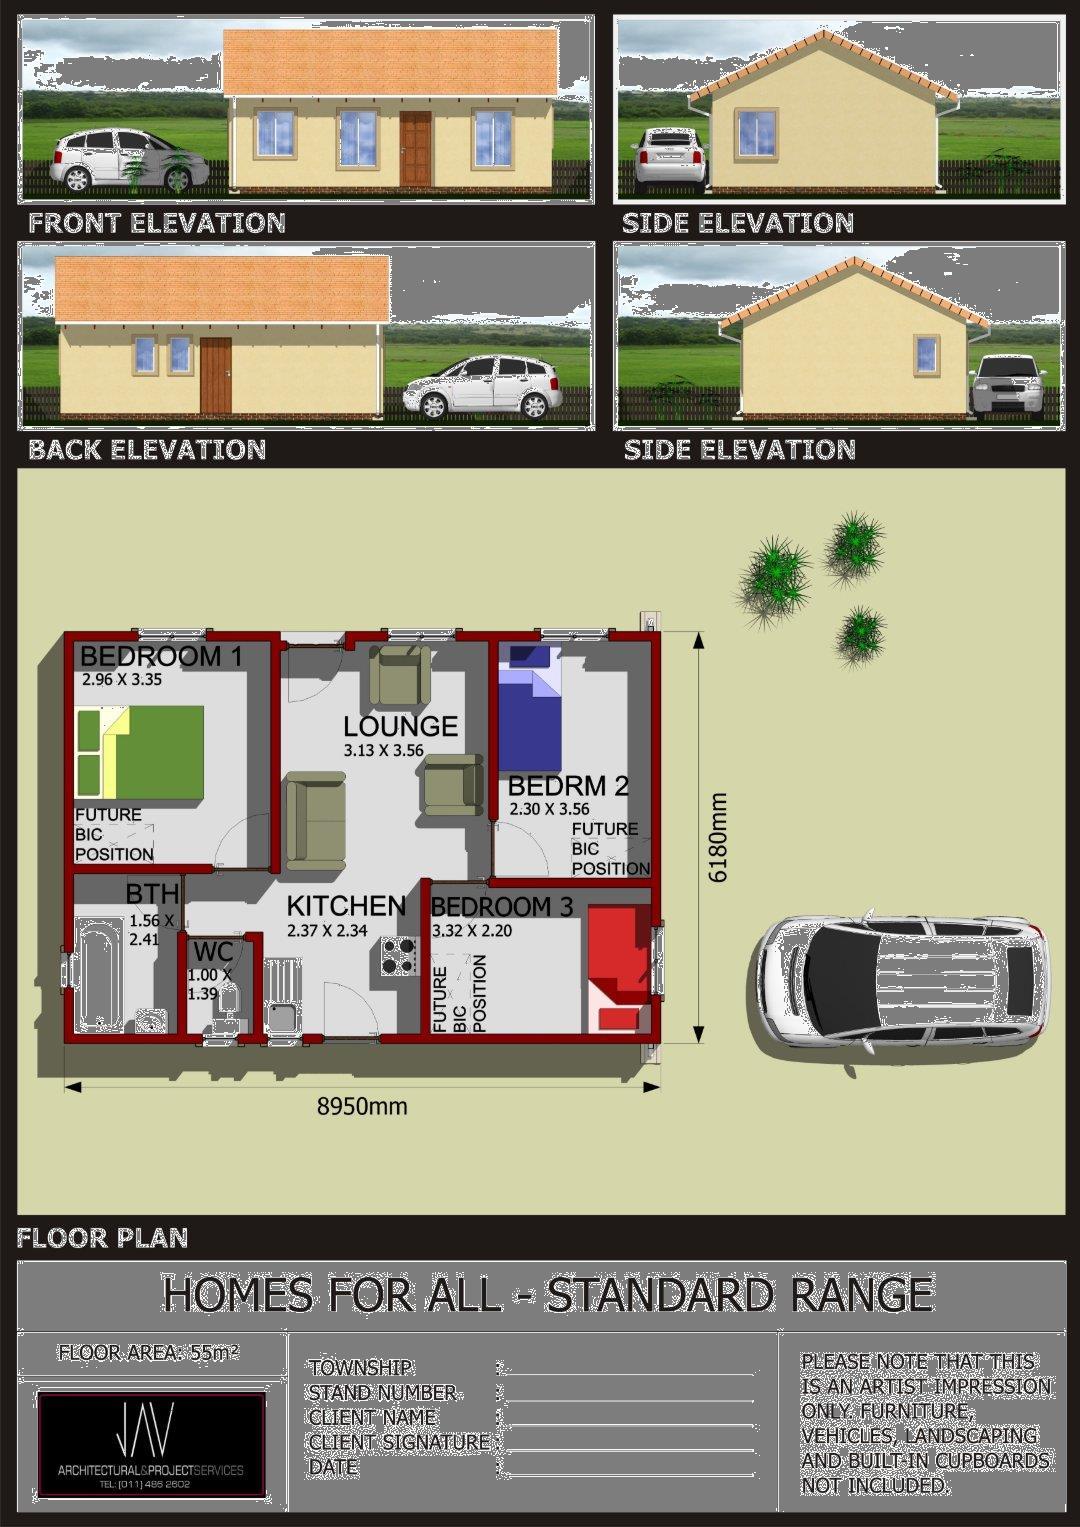 FRONT ELEVATION
SIDE ELEVATION
BACK ELEVATION
SIDE ELEVATION
BEDROOM 1
2.96 X 3.35
LOUNGE
3.13 X 3.56
BEDRM 2
2.30 X 3.56
FUTURE
BIC
POSITION
FUTURE
BIC
POSITION
6180mm
BTH
1.56 X
2.41
WC
1.00 X
1.39
KITCHEN
2.37 X 2.34
BEDROOM 3
3.32 X 2.20
FUTURE
BIC
POSITION
8950mm
FLOOR PLAN
HOMES FOR ALL - STANDARD RANGE
FLOOR AREA: 55m²
JAV
ARCHITECTURAL&PROJECTSERVICES
TEL: [011] 486 2602
TOWNSHIP :
STAND NUMBER :
CLIENT NAME :
CLIENT SIGNATURE :
DATE :
PLEASE NOTE THAT THIS
IS AN ARTIST IMPRESSION
ONLY. FURNITURE,
VEHICLES, LANDSCAPING
AND BUILT-IN CUPBOARDS
NOT INCLUDED.